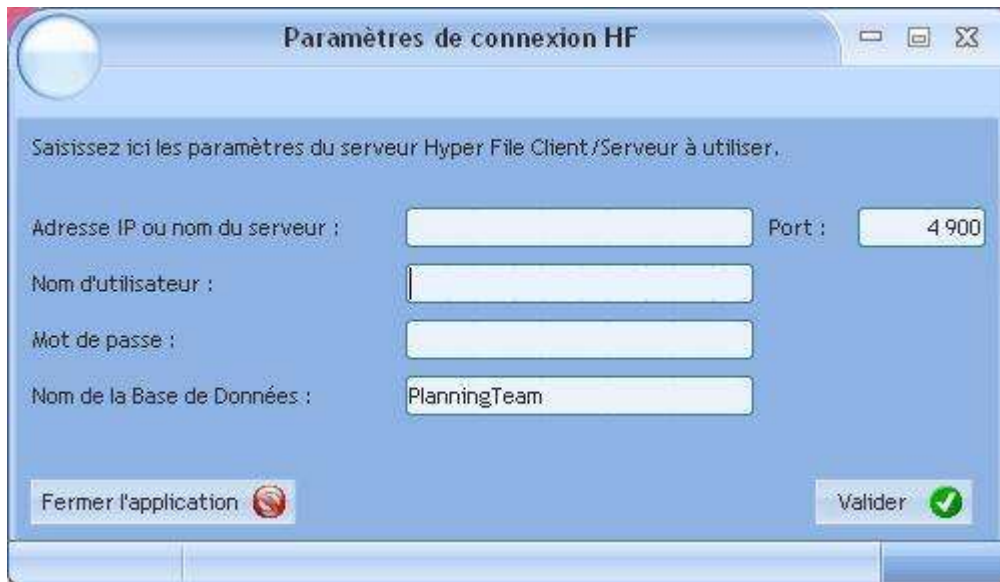 Paramètres de connexion HF
Saisissez ici les paramètres du serveur Hyper File Client/Serveur à utiliser.
Adresse IP ou nom du serveur : Port : 4 900
Nom d'utilisateur :
Mot de passe :
Nom de la Base de Données : PlanningTeam
Fermer l'application Valider